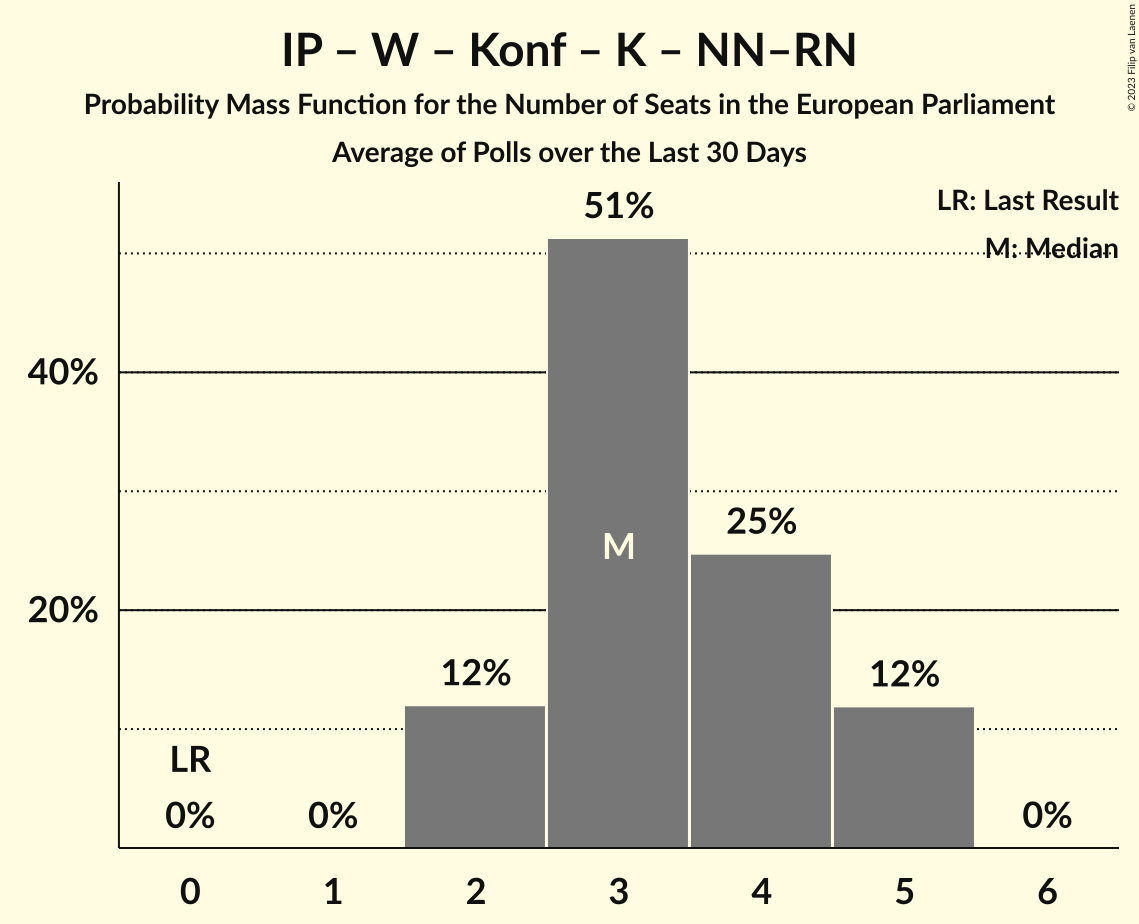 IP – W – Konf – K – NN–RN
Probability Mass Function for the Number of Seats in the European Parliament
Average of Polls over the Last 30 Days
© 2023 Filip van Laenen
LR: Last Result
M: Median
51%
40%
25%
M
20%
12%
12%
LR
0%
0%
0%
0 1 2 3 4 5 6